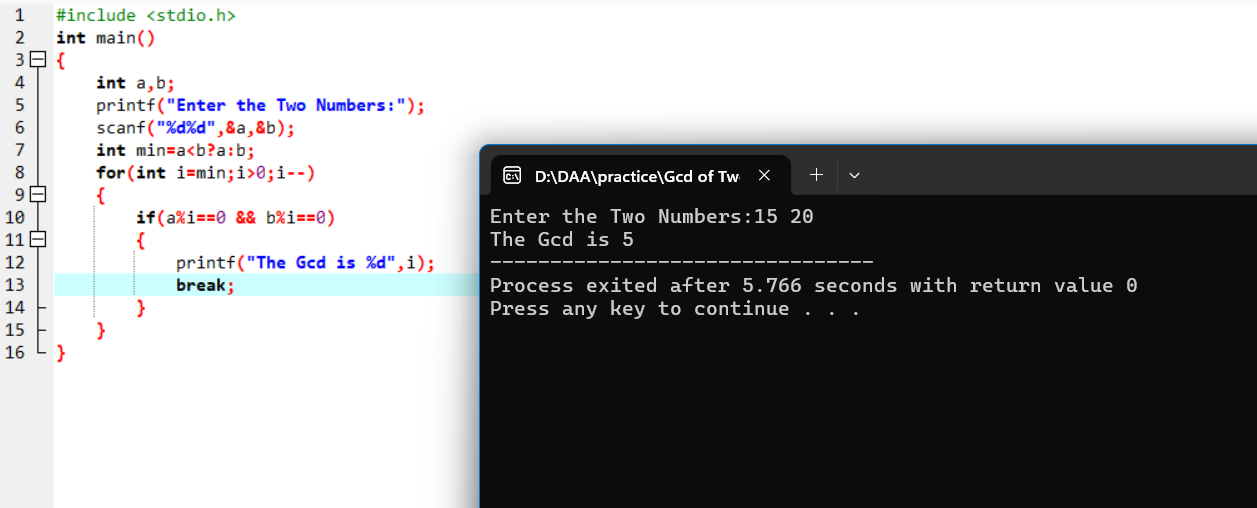 1 #include <stdio.h>
2 int main()
3 {
4 int a,b;
5 printf("Enter the Two Numbers:");
6 scanf("%d%d",&a,&b);
7 int min=a<b?a:b;
8 for(int i=min;i>0;i--)
9 {
10 if(a%i==0 && b%i==0)
11 {
12 printf("The Gcd is %d",i);
13 break;
14 }
15 }
16 }
D:\DAA\practice\Gcd of Tw
Enter the Two Numbers:15 20
The Gcd is 5
--------------------------------
Process exited after 5.766 seconds with return value 0
Press any key to continue . . .